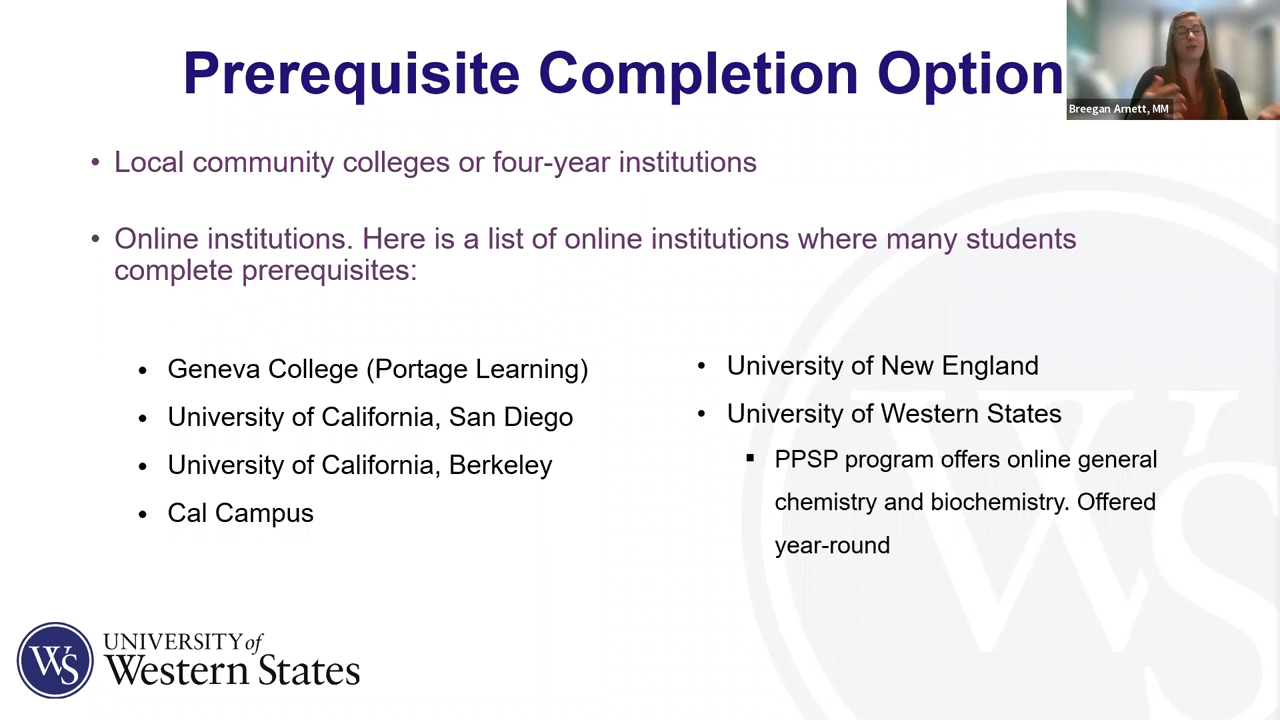 Prerequisite Completion Option
Breegan Arnett, MM
• Local community colleges or four-year institutions
• Online institutions. Here is a list of online institutions where many students
complete prerequisites:
• Geneva College (Portage Learning)
• University of California, San Diego
• University of California, Berkeley
• Cal Campus
• University of New England
• University of Western States
▪ PPSP program offers online general
chemistry and biochemistry. Offered
year-round
WS
UNIVERSITY of
Western States
WS